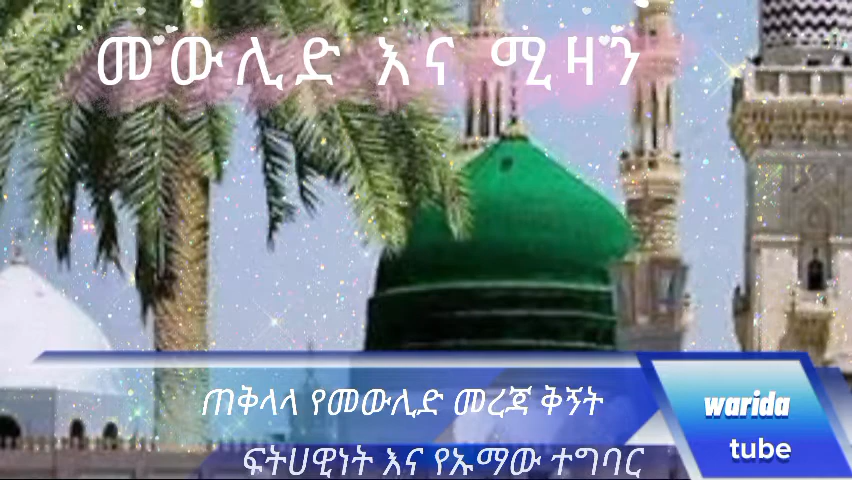 መውሊድ እና ሚዛን
ጠቅላላ የመውሊድ መረጃ ቅኝት
ፍትሀዊነት እና የኡማው ተግባር
warida
tube